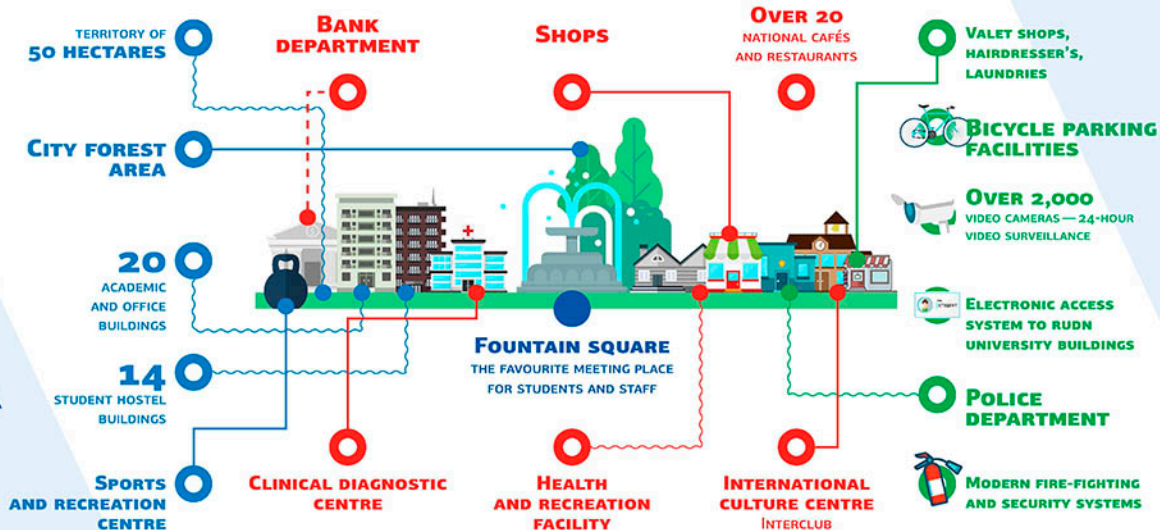 TERRITORY OF
50 HECTARES
BANK
DEPARTMENT
SHOPS
OVER 20
NATIONAL CAFÉS
AND RESTAURANTS
VALET SHOPS,
HAIRDRESSER'S,
LAUNDRIES
CITY FOREST
AREA
BICYCLE PARKING
FACILITIES
OVER 2,000
VIDEO CAMERAS — 24-HOUR
VIDEO SURVEILLANCE
20
ACADEMIC
AND OFFICE
BUILDINGS
ELECTRONIC ACCESS
SYSTEM TO RUDN
UNIVERSITY BUILDINGS
FOUNTAIN SQUARE
THE FAVOURITE MEETING PLACE
FOR STUDENTS AND STAFF
14
STUDENT HOSTEL
BUILDINGS
POLICE
DEPARTMENT
SPORTS
AND RECREATION
CENTRE
CLINICAL DIAGNOSTIC
CENTRE
HEALTH
AND RECREATION
FACILITY
INTERNATIONAL
CULTURE CENTRE
INTERCLUB
MODERN FIRE-FIGHTING
AND SECURITY SYSTEMS